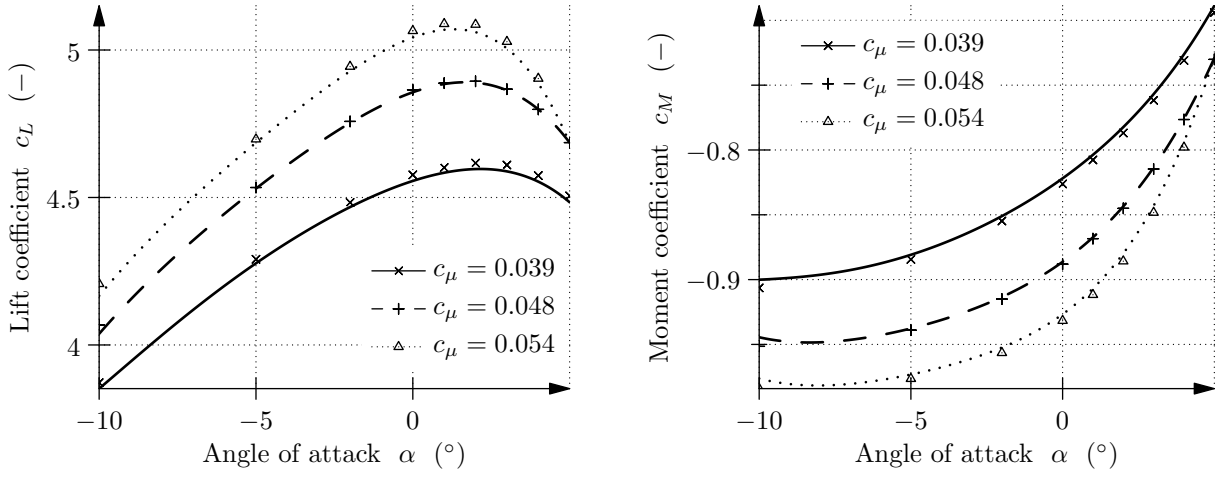 5
4.5
4
Lift coefficient c_L (−)
c_μ = 0.039
c_μ = 0.048
c_μ = 0.054
−10
−5
0
Angle of attack α (°)
−0.8
−0.9
Moment coefficient c_M (−)
c_μ = 0.039
c_μ = 0.048
c_μ = 0.054
−10
−5
0
Angle of attack α (°)